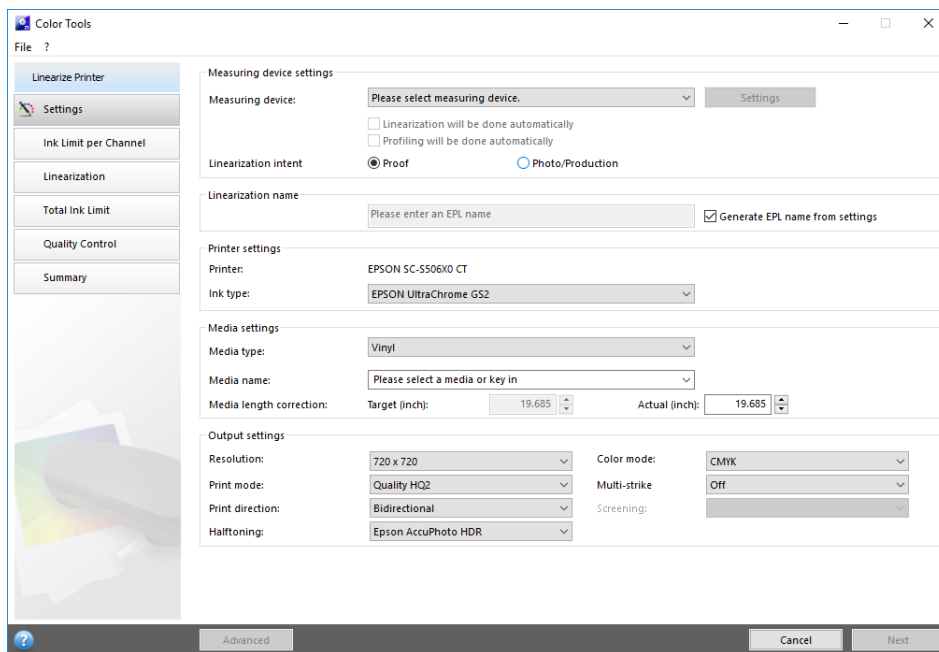 Color Tools
File ?
Linearize Printer
Settings
Ink Limit per Channel
Linearization
Total Ink Limit
Quality Control
Summary
Measuring device settings
Measuring device: Please select measuring device. Settings
Linearization will be done automatically
Profiling will be done automatically
Linearization intent Proof Photo/Production
Linearization name
Please enter an EPL name Generate EPL name from settings
Printer settings
Printer: EPSON SC-S506X0 CT
Ink type: EPSON UltraChrome GS2
Media settings
Media type: Vinyl
Media name: Please select a media or key in
Media length correction: Target (inch): 19.685 Actual (inch): 19.685
Output settings
Resolution: 720 x 720 Color mode: CMYK
Print mode: Quality HQ2 Multi-strike Off
Print direction: Bidirectional Screening:
Halftoning: Epson AccuPhoto HDR
? Advanced Cancel Next